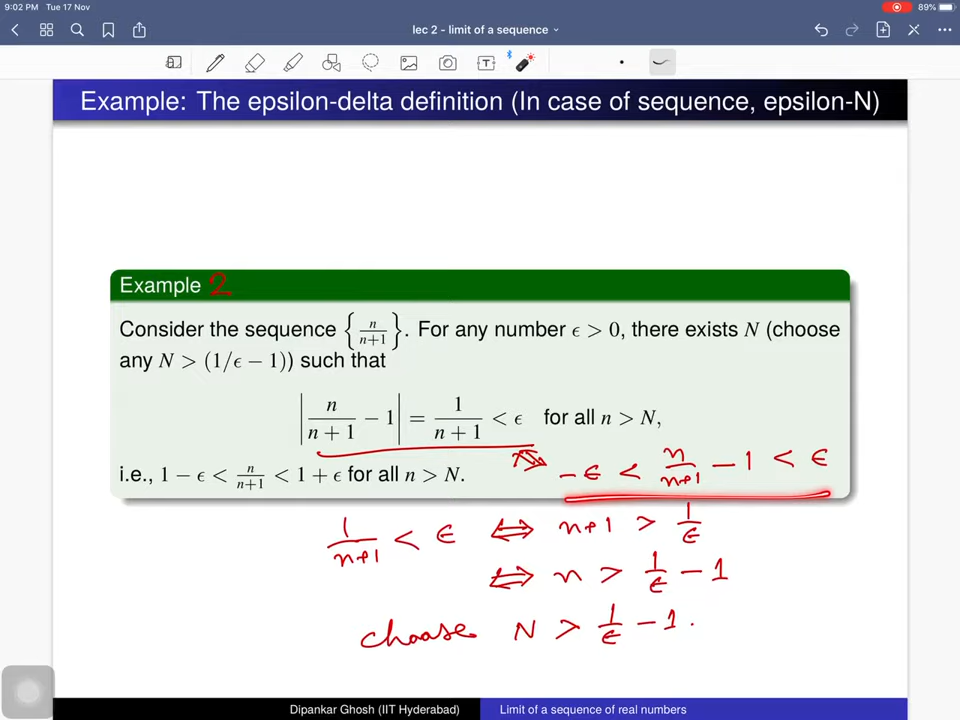 9:02 PM Tue 17 Nov
89%
lec 2 - limit of a sequence
Example: The epsilon-delta definition (In case of sequence, epsilon-N)
Example 2
Consider the sequence {n/(n+1)}. For any number ϵ > 0, there exists N (choose
any N > (1/ϵ − 1)) such that
|n/(n+1) − 1| = 1/(n+1) < ϵ for all n > N,
⇔ −ϵ < n/(n+1) − 1 < ϵ
i.e., 1 − ϵ < n/(n+1) < 1 + ϵ for all n > N.
1/(n+1) < ϵ ⇔ n+1 > 1/ϵ
⇔ n > 1/ϵ − 1
choose N > 1/ϵ − 1.
Dipankar Ghosh (IIT Hyderabad) Limit of a sequence of real numbers